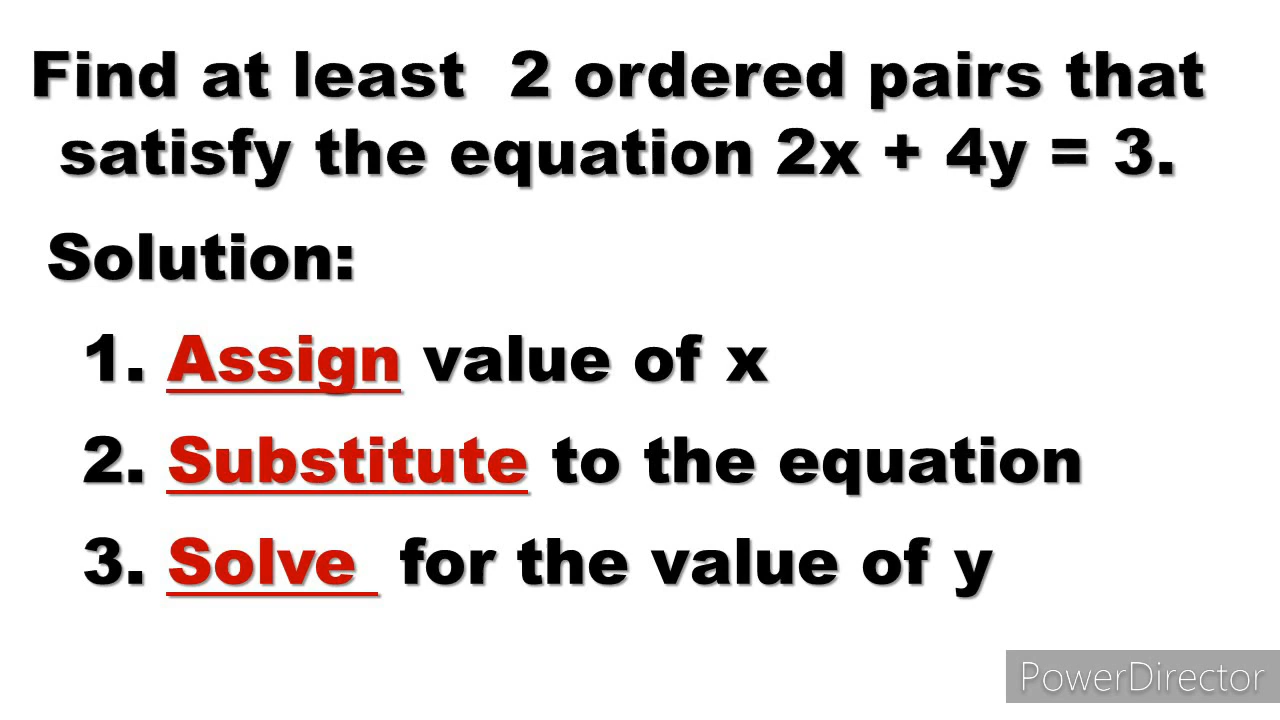 Find at least 2 ordered pairs that
satisfy the equation 2x + 4y = 3.
Solution:
1. Assign value of x
2. Substitute to the equation
3. Solve for the value of y
PowerDirector